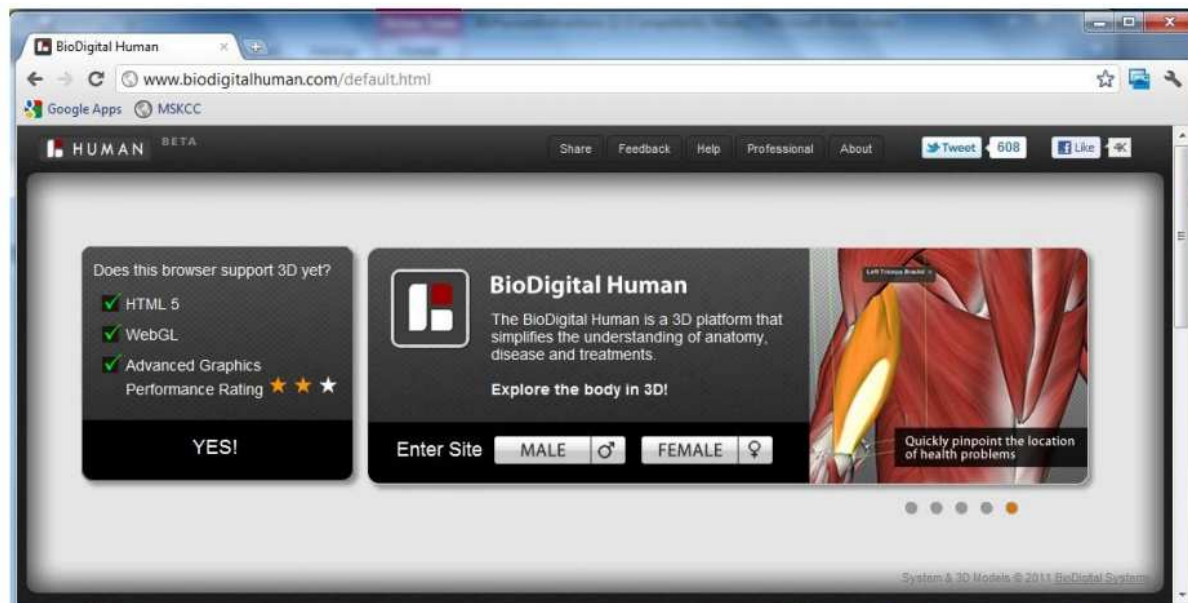 BioDigital Human
www.biodigitalhuman.com/default.html
Google Apps MSKCC
HUMAN BETA
Share Feedback Help Professional About Tweet 608 Like 4K
Does this browser support 3D yet?
HTML 5
WebGL
Advanced Graphics
Performance Rating
YES!
BioDigital Human
The BioDigital Human is a 3D platform that
simplifies the understanding of anatomy,
disease and treatments.
Explore the body in 3D!
Enter Site MALE FEMALE
Left Triceps Brachii
Quickly pinpoint the location
of health problems
System & 3D Models © 2011 BioDigital Systems